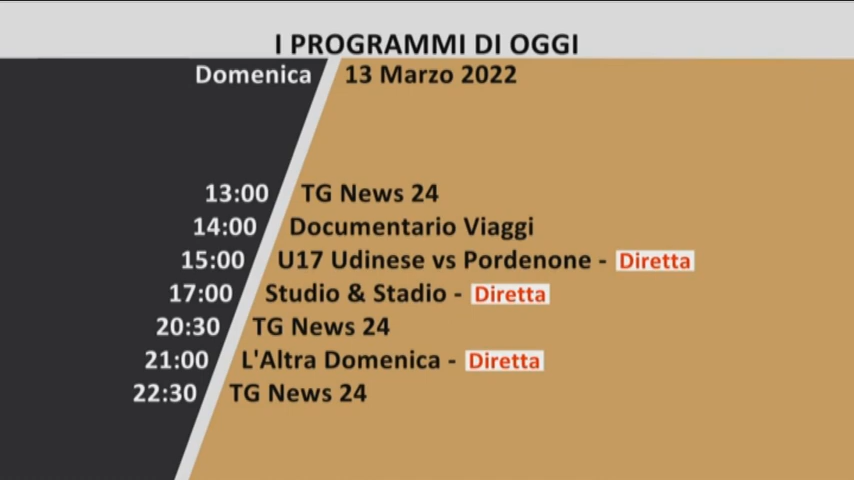 I PROGRAMMI DI OGGI
Domenica 13 Marzo 2022
13:00 TG News 24
14:00 Documentario Viaggi
15:00 U17 Udinese vs Pordenone - Diretta
17:00 Studio & Stadio - Diretta
20:30 TG News 24
21:00 L'Altra Domenica - Diretta
22:30 TG News 24